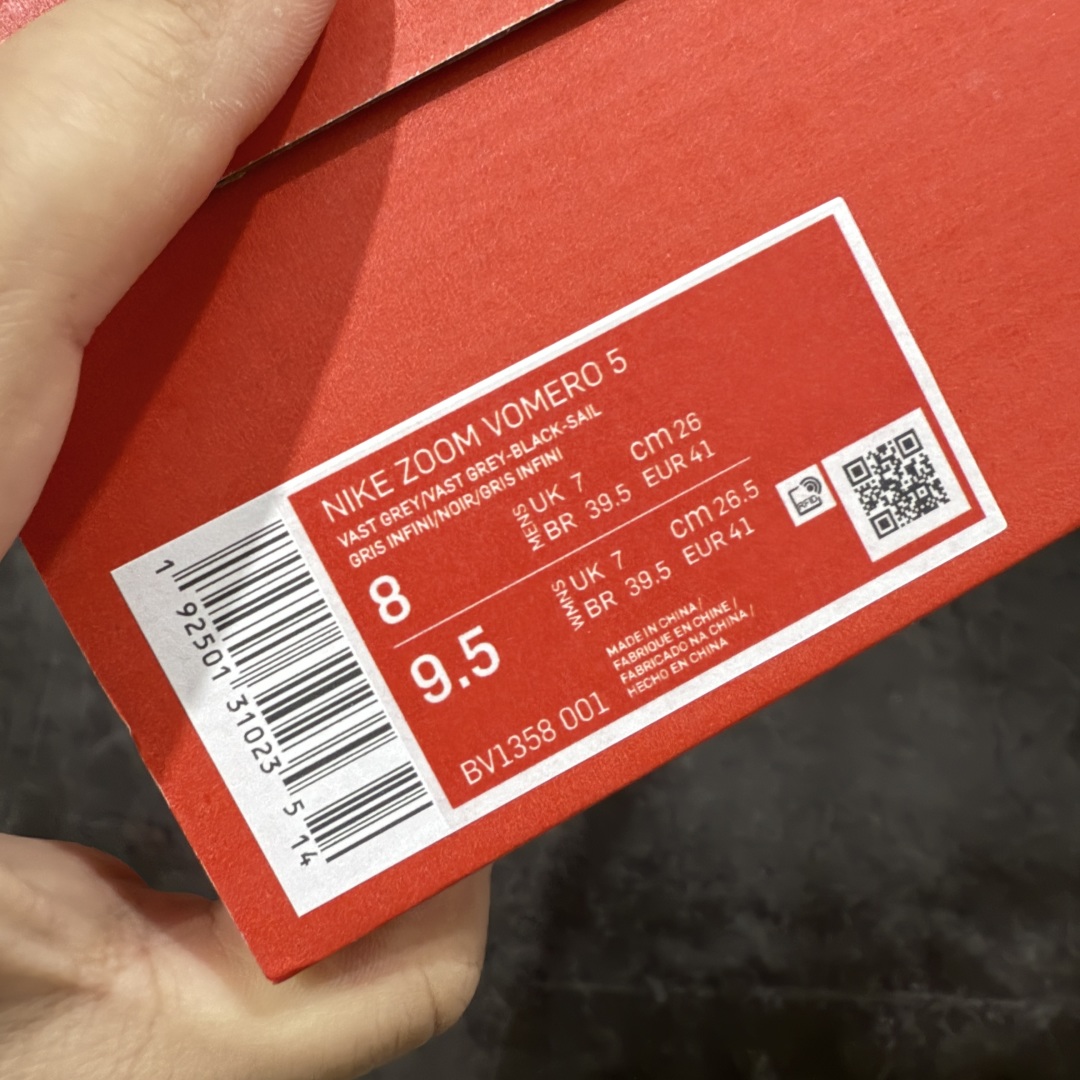 NIKE ZOOM VOMERO 5
VAST GREY/VAST GREY-BLACK-SAIL
GRIS INFINI/NOIR/GRIS INFINI
8
MENS
UK 7
cm 26
BR 39.5
EUR 41
9.5
WMNS
UK 7
cm 26.5
BR 39.5
EUR 41
BV1358 001
MADE IN CHINA/
FABRIQUE EN CHINE/
FABRICADO NA CHINA/
HECHO EN CHINA
RFID
1 92501 31023 5 14